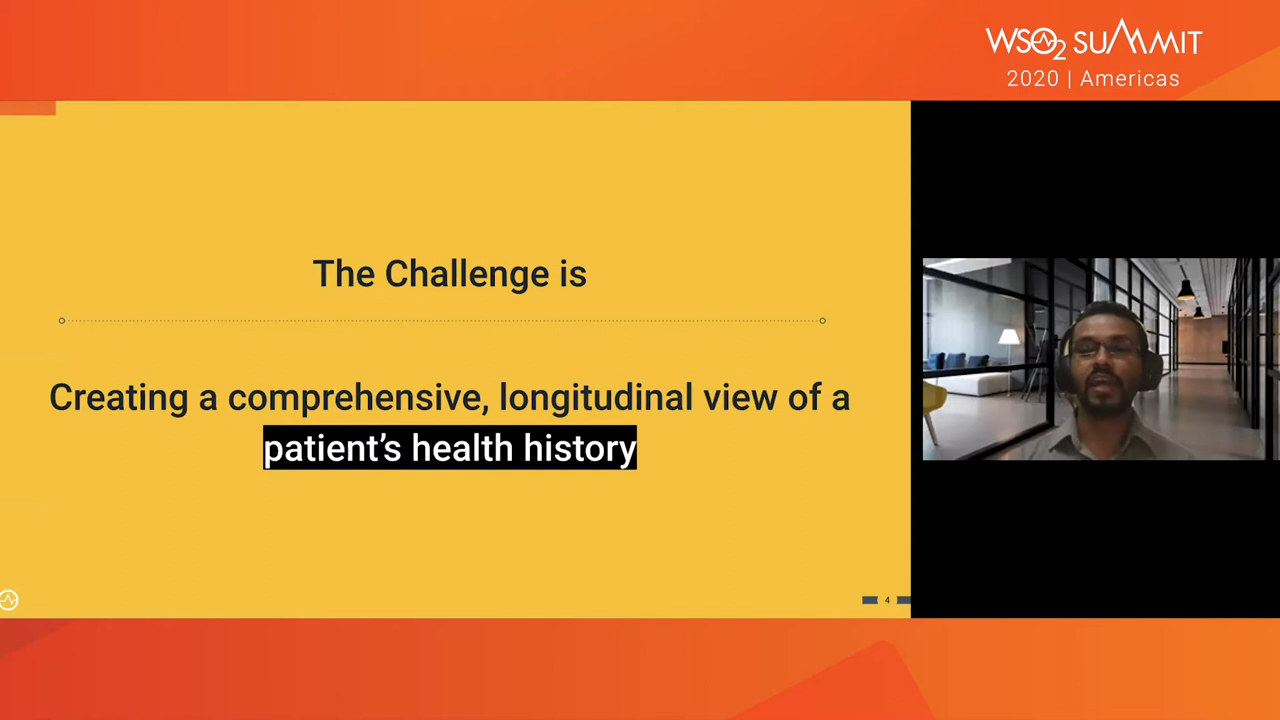 WSO2 SUMMIT
2020 | Americas
The Challenge is
Creating a comprehensive, longitudinal view of a
patient’s health history
4